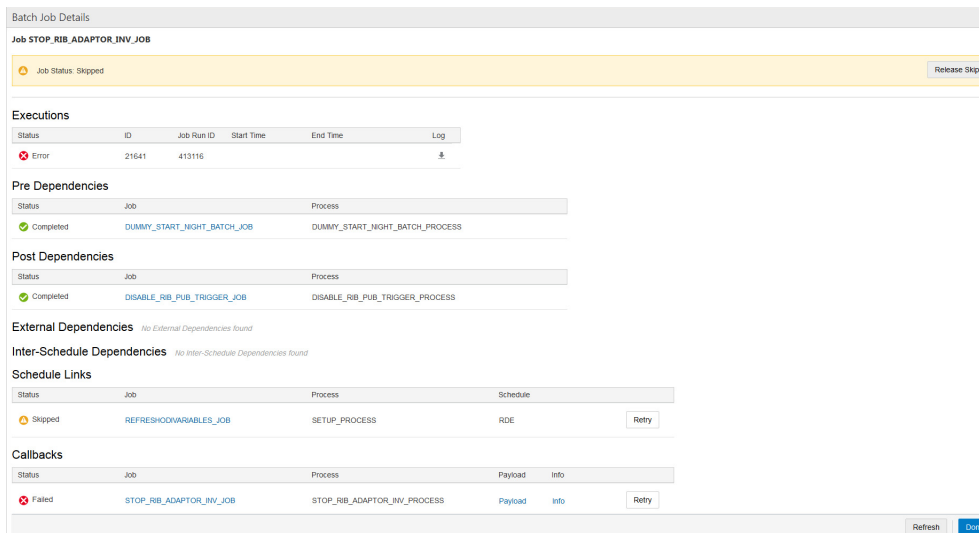 Batch Job Details
Job STOP_RIB_ADAPTOR_INV_JOB
Job Status: Skipped Release Skip
Executions
Status ID Job Run ID Start Time End Time Log
Error 21641 413116
Pre Dependencies
Status Job Process
Completed DUMMY_START_NIGHT_BATCH_JOB DUMMY_START_NIGHT_BATCH_PROCESS
Post Dependencies
Status Job Process
Completed DISABLE_RIB_PUB_TRIGGER_JOB DISABLE_RIB_PUB_TRIGGER_PROCESS
External Dependencies No External Dependencies found
Inter-Schedule Dependencies No Inter-Schedule Dependencies found
Schedule Links
Status Job Process Schedule
Skipped REFRESHODIVARIABLES_JOB SETUP_PROCESS RDE Retry
Callbacks
Status Job Process Payload Info
Failed STOP_RIB_ADAPTOR_INV_JOB STOP_RIB_ADAPTOR_INV_PROCESS Payload Info Retry
Refresh Don